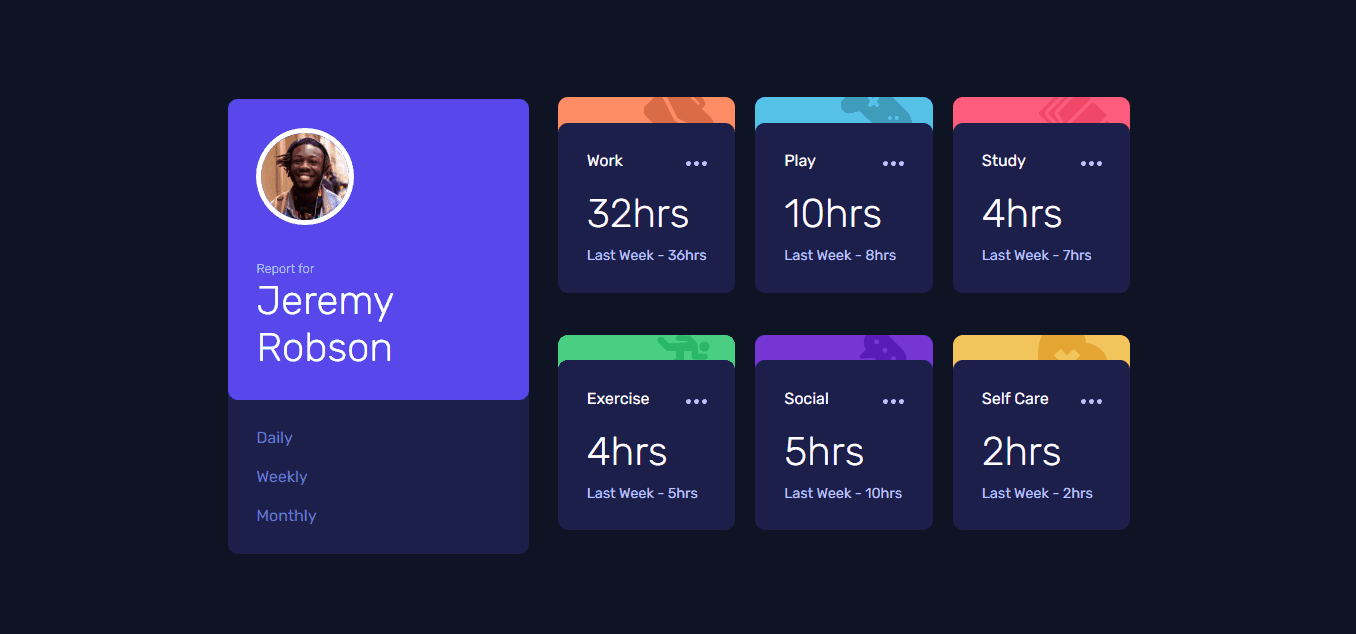 Report for
Jeremy
Robson
Daily
Weekly
Monthly
Work
32hrs
Last Week - 36hrs
Play
10hrs
Last Week - 8hrs
Study
4hrs
Last Week - 7hrs
Exercise
4hrs
Last Week - 5hrs
Social
5hrs
Last Week - 10hrs
Self Care
2hrs
Last Week - 2hrs